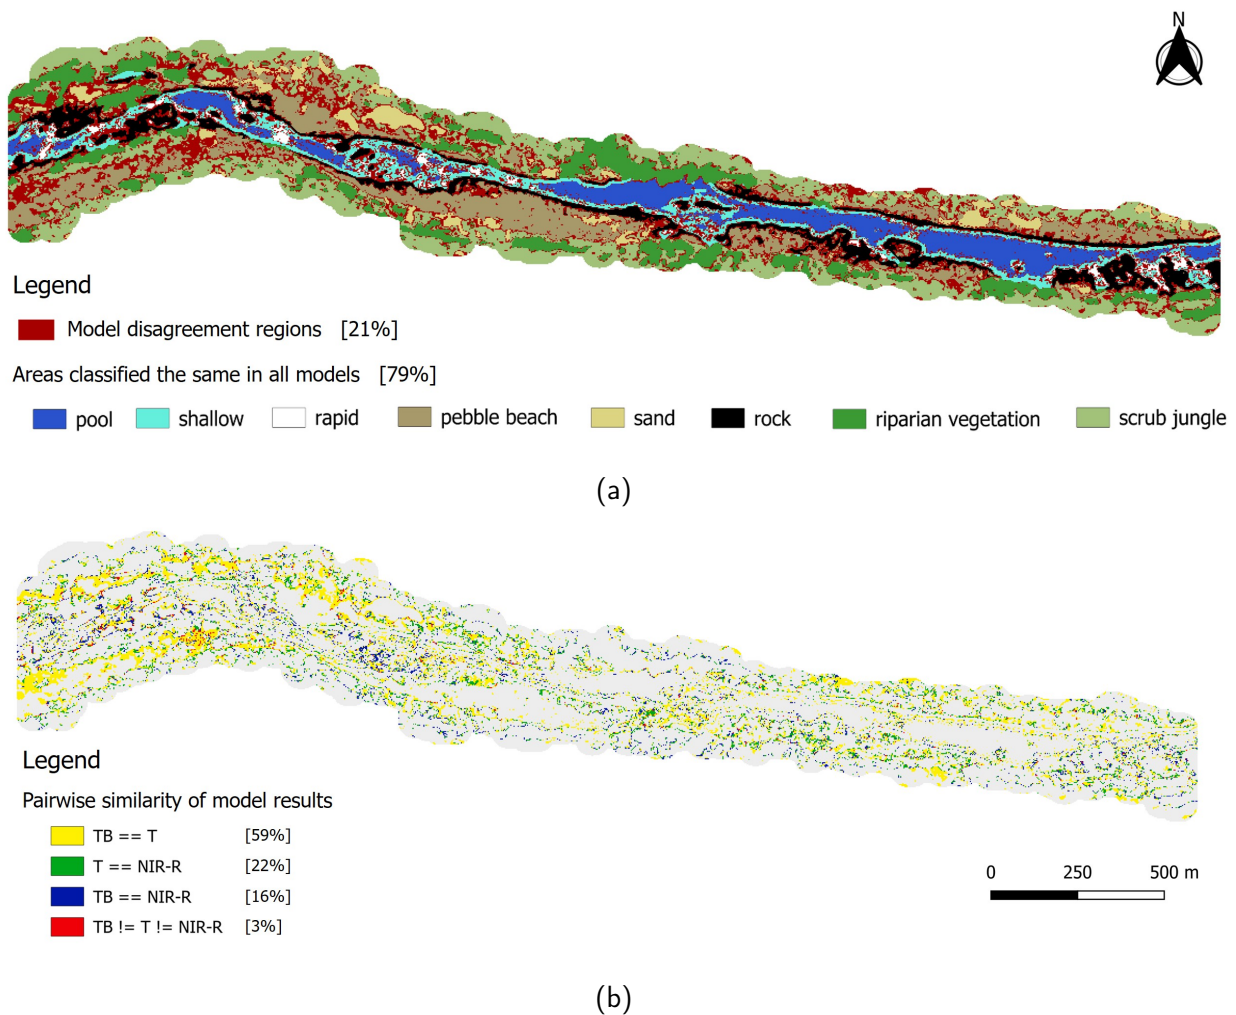 N
Legend
Model disagreement regions [21%]
Areas classified the same in all models [79%]
pool shallow rapid pebble beach sand rock riparian vegetation scrub jungle
(a)
Legend
Pairwise similarity of model results
TB == T [59%]
T == NIR-R [22%]
TB == NIR-R [16%]
TB != T != NIR-R [3%]
0 250 500 m
(b)